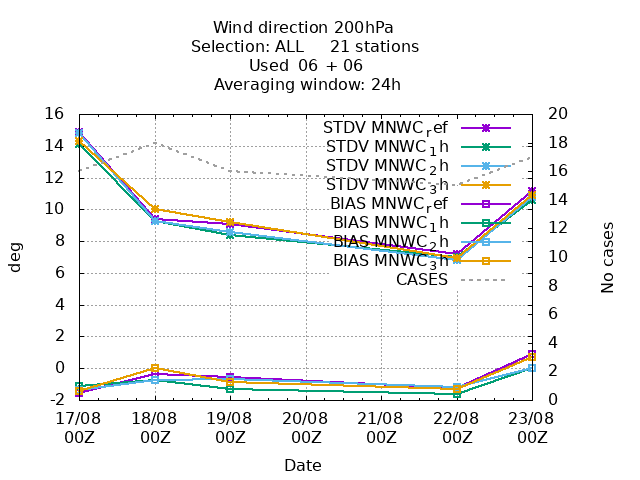 Wind direction 200hPa
Selection: ALL 21 stations
Used 06 + 06
Averaging window: 24h
16
14
12
10
8
6
4
2
0
-2
deg
20
18
16
14
12
10
8
6
4
2
0
No cases
STDV MNWC_ref
STDV MNWC_1h
STDV MNWC_2h
STDV MNWC_3h
BIAS MNWC_ref
BIAS MNWC_1h
BIAS MNWC_2h
BIAS MNWC_3h
CASES
17/08 18/08 19/08 20/08 21/08 22/08 23/08
00Z 00Z 00Z 00Z 00Z 00Z 00Z
Date